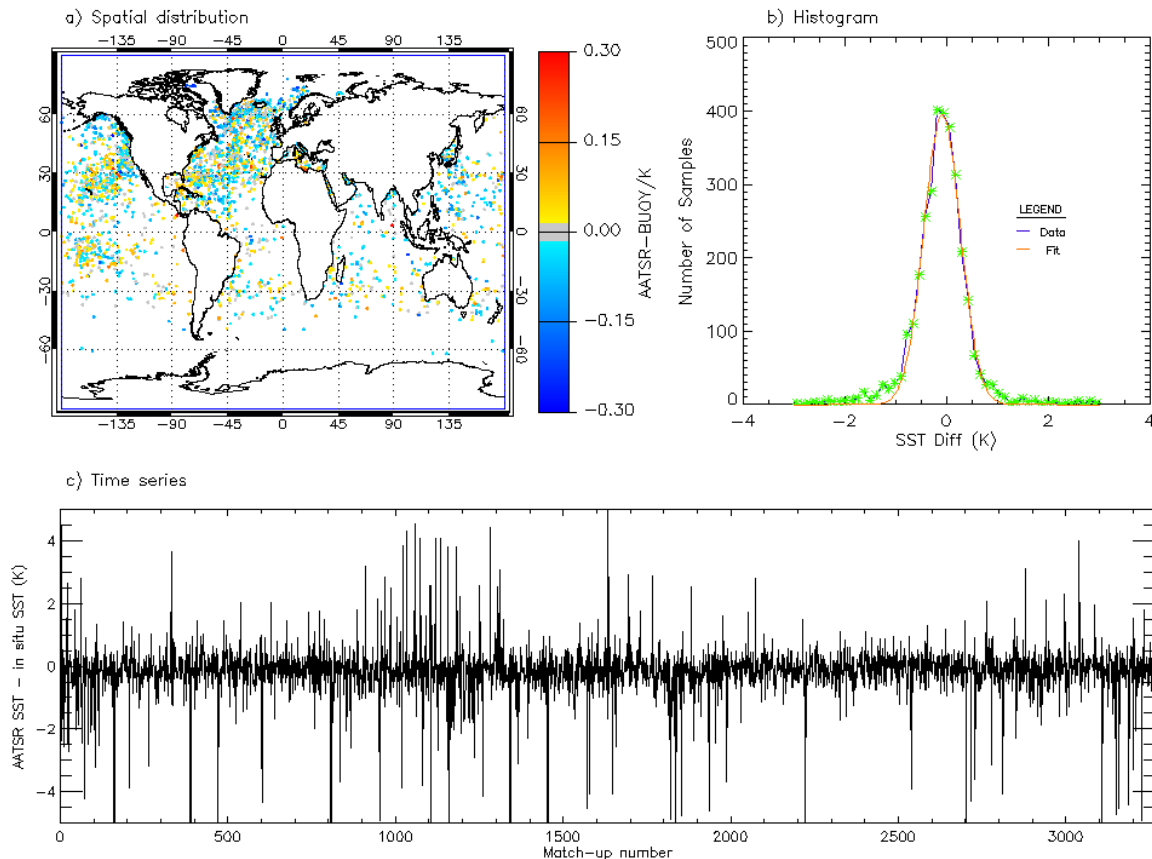 a) Spatial distribution
−135 −90 −45 0 45 90 135
60 60
30 30
0 0
−30 −30
−60 −60
−135 −90 −45 0 45 90 135
0.30
0.15
0.00
−0.15
−0.30
AATSR−BUOY/K
b) Histogram
500
400
300
200
100
0
Number of Samples
−4 −2 0 2 4
SST Diff (K)
LEGEND
Data
Fit
c) Time series
4
2
0
−2
−4
AATSR SST − in situ SST (K)
0 500 1000 1500 2000 2500 3000
Match−up number